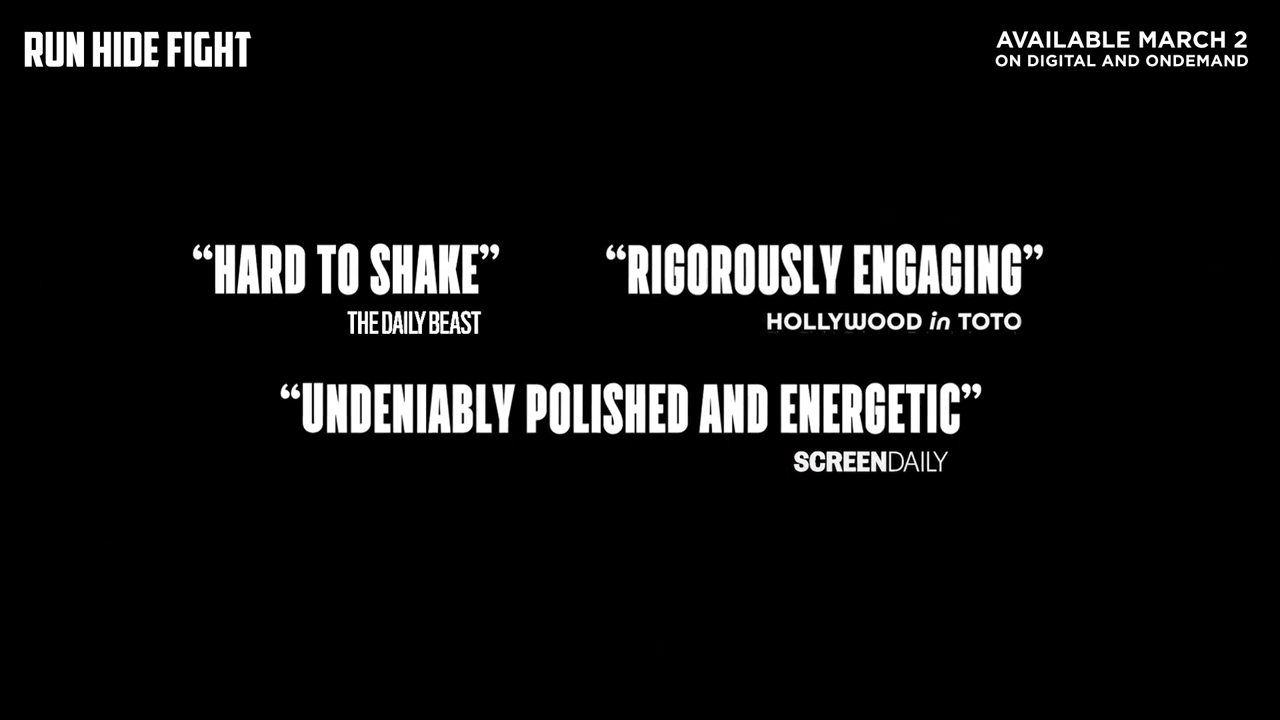 RUN HIDE FIGHT
AVAILABLE MARCH 2
ON DIGITAL AND ONDEMAND
“HARD TO SHAKE”
THE DAILY BEAST
“RIGOROUSLY ENGAGING”
HOLLYWOOD in TOTO
“UNDENIABLY POLISHED AND ENERGETIC”
SCREENDAILY